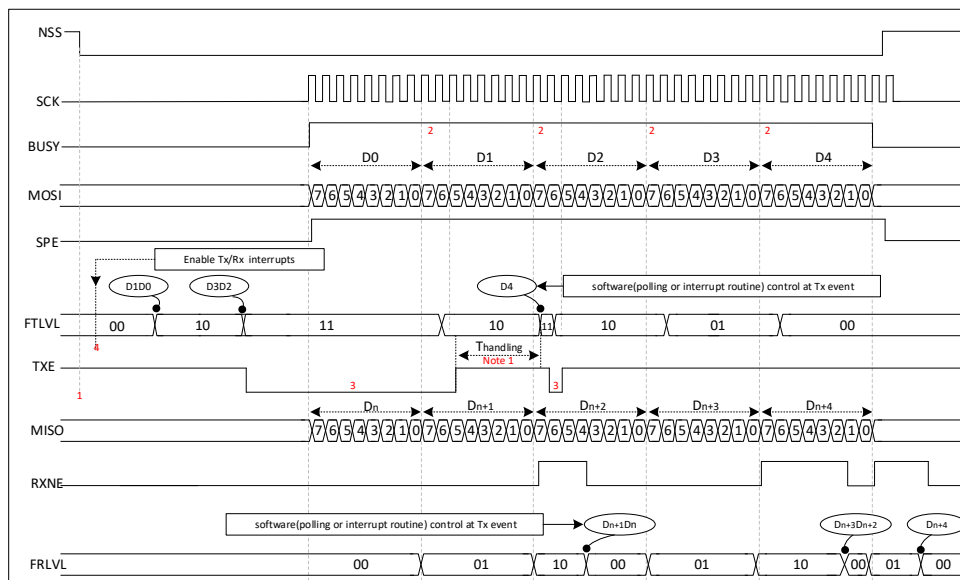 NSS
SCK
BUSY
2 2 2 2
D0 D1 D2 D3 D4
MOSI 7 6 5 4 3 2 1 0 7 6 5 4 3 2 1 0 7 6 5 4 3 2 1 0 7 6 5 4 3 2 1 0 7 6 5 4 3 2 1 0
SPE
Enable Tx/Rx interrupts
D1D0 D3D2 D4 software(polling or interrupt routine) control at Tx event
FTLVL 00 10 11 10 11 10 01 00
4
Thandling
Note 1
TXE
1 3 3
Dn Dn+1 Dn+2 Dn+3 Dn+4
MISO 7 6 5 4 3 2 1 0 7 6 5 4 3 2 1 0 7 6 5 4 3 2 1 0 7 6 5 4 3 2 1 0 7 6 5 4 3 2 1 0
RXNE
software(polling or interrupt routine) control at Tx event Dn+1Dn Dn+3Dn+2 Dn+4
FRLVL 00 01 10 00 01 10 00 01 00